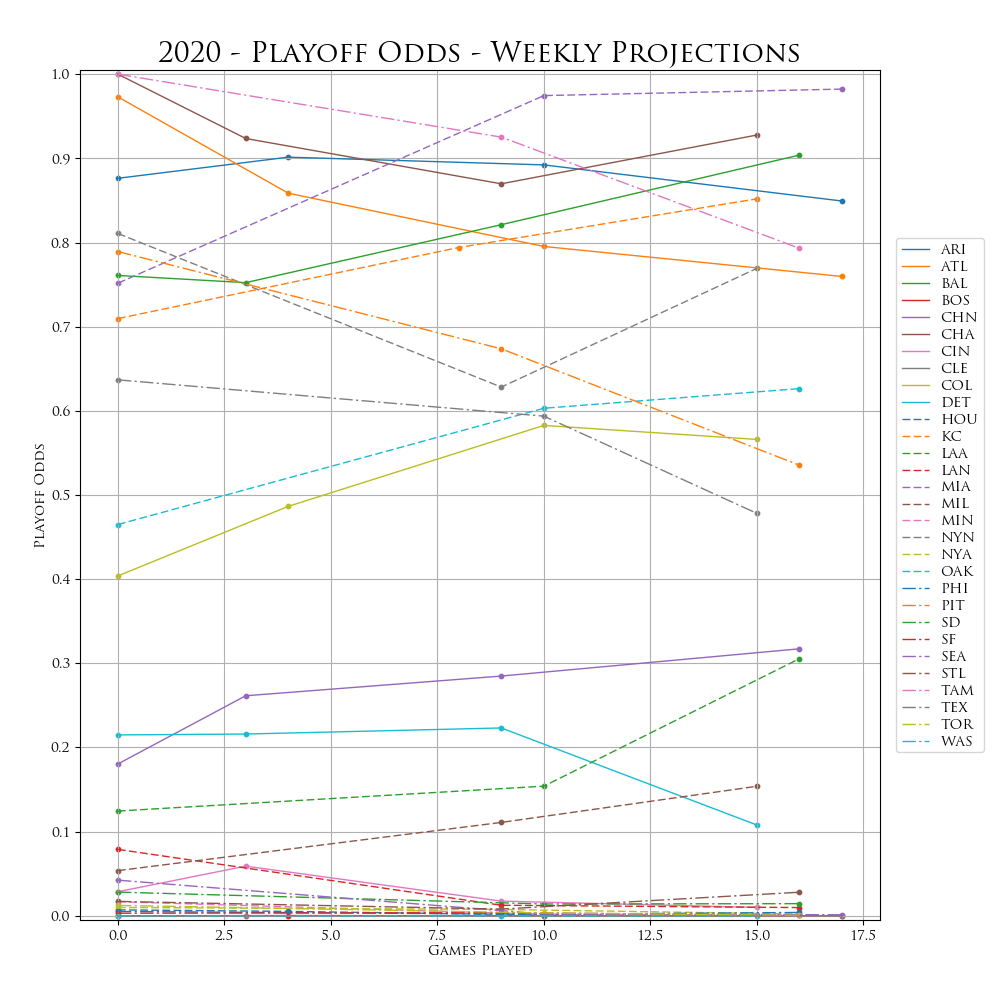 2020 - Playoff Odds - Weekly Projections
1.0
0.9
0.8
0.7
0.6
0.5
0.4
0.3
0.2
0.1
0.0
Playoff Odds
0.0 2.5 5.0 7.5 10.0 12.5 15.0 17.5
Games Played
ARI
ATL
BAL
BOS
CHN
CHA
CIN
CLE
COL
DET
HOU
KC
LAA
LAN
MIA
MIL
MIN
NYN
NYA
OAK
PHI
PIT
SD
SF
SEA
STL
TAM
TEX
TOR
WAS